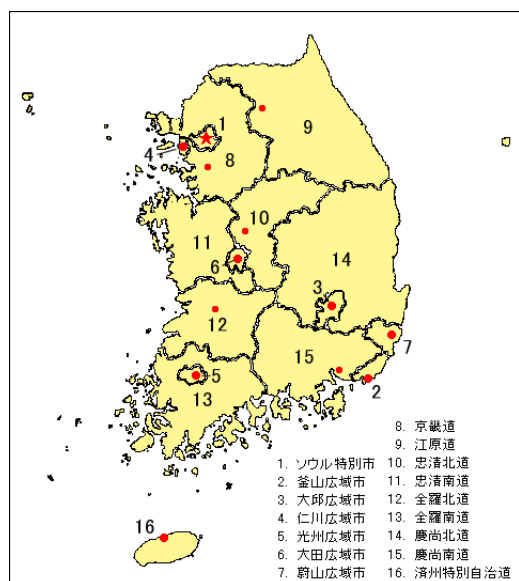 1
9
4
8
10
11
14
6
3
12
7
15
5
2
13
16
1. ソウル特別市
2. 釜山広域市
3. 大邱広域市
4. 仁川広域市
5. 光州広域市
6. 大田広域市
7. 蔚山広域市
8. 京畿道
9. 江原道
10. 忠清北道
11. 忠清南道
12. 全羅北道
13. 全羅南道
14. 慶尚北道
15. 慶尚南道
16. 済州特別自治道